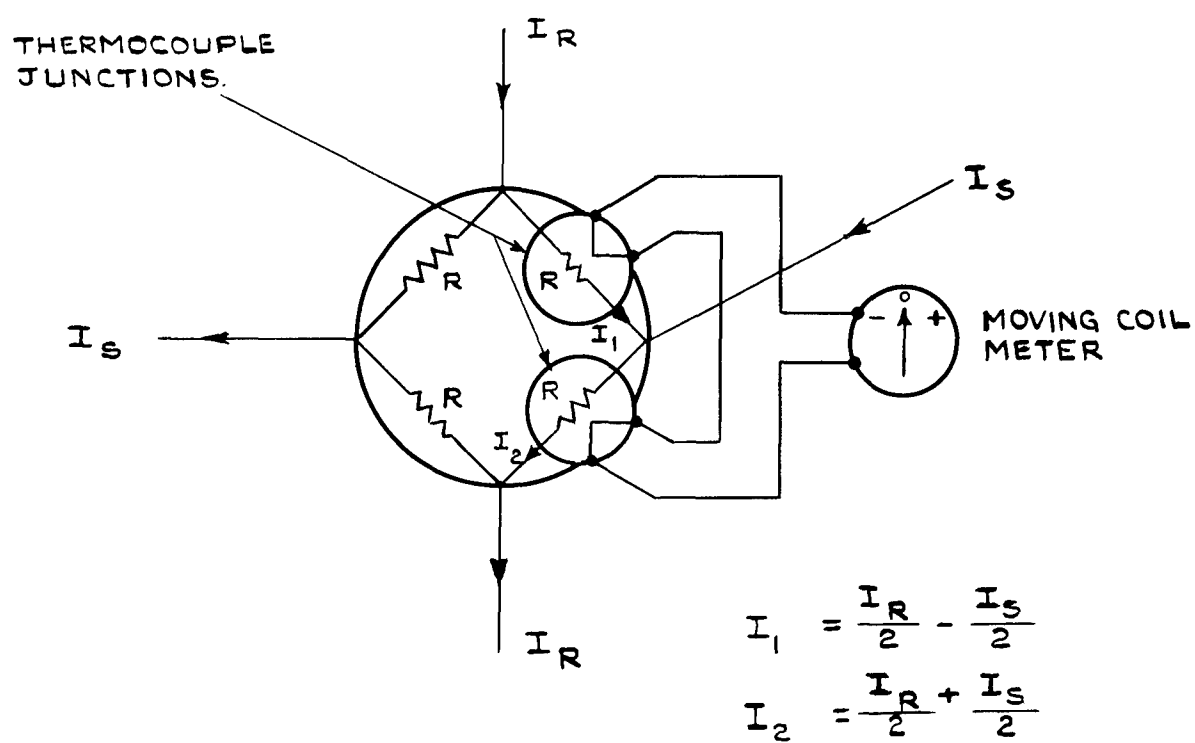 THERMOCOUPLE
JUNCTIONS.
I_R
I_S
R
R
I_1
I_S
O
- +
MOVING COIL
METER
R
R
I_2
I_R
I_1 = I_R/2 - I_S/2
I_2 = I_R/2 + I_S/2